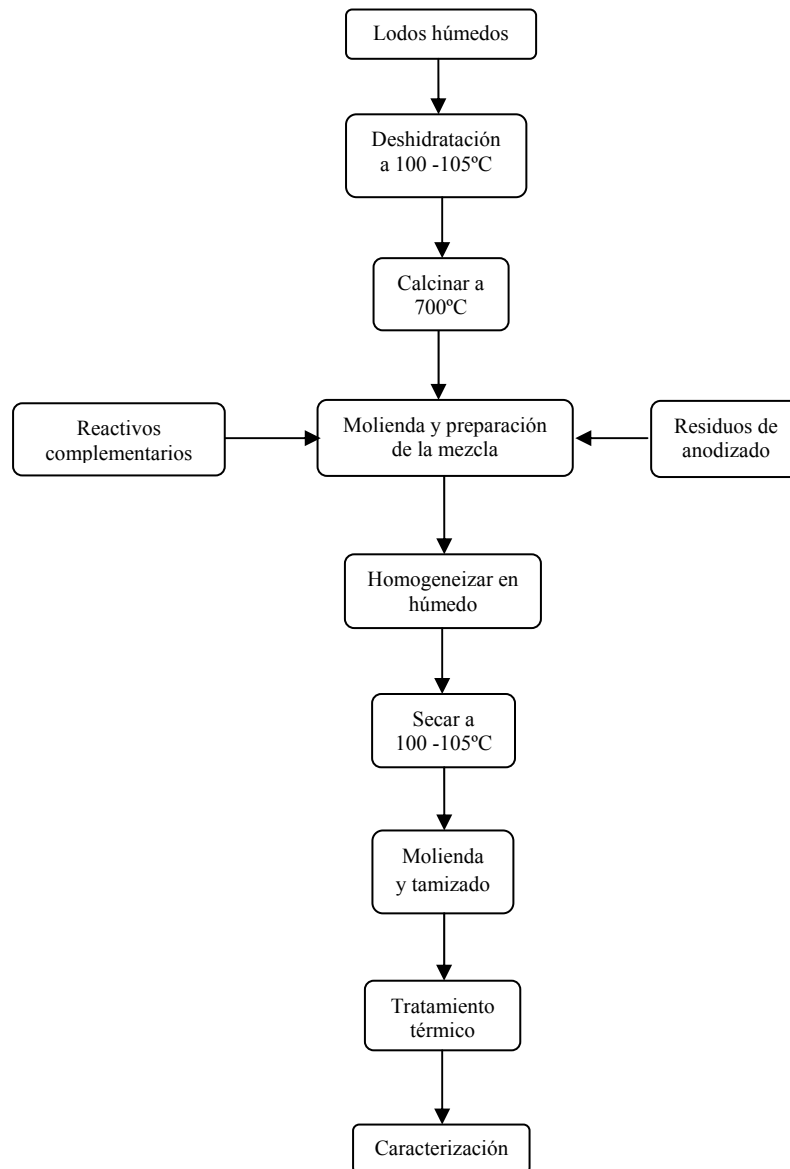 Lodos húmedos
Deshidratación
a 100 -105ºC
Calcinar a
700ºC
Reactivos
complementarios
Molienda y preparación
de la mezcla
Residuos de
anodizado
Homogeneizar en
húmedo
Secar a
100 -105ºC
Molienda
y tamizado
Tratamiento
térmico
Caracterización